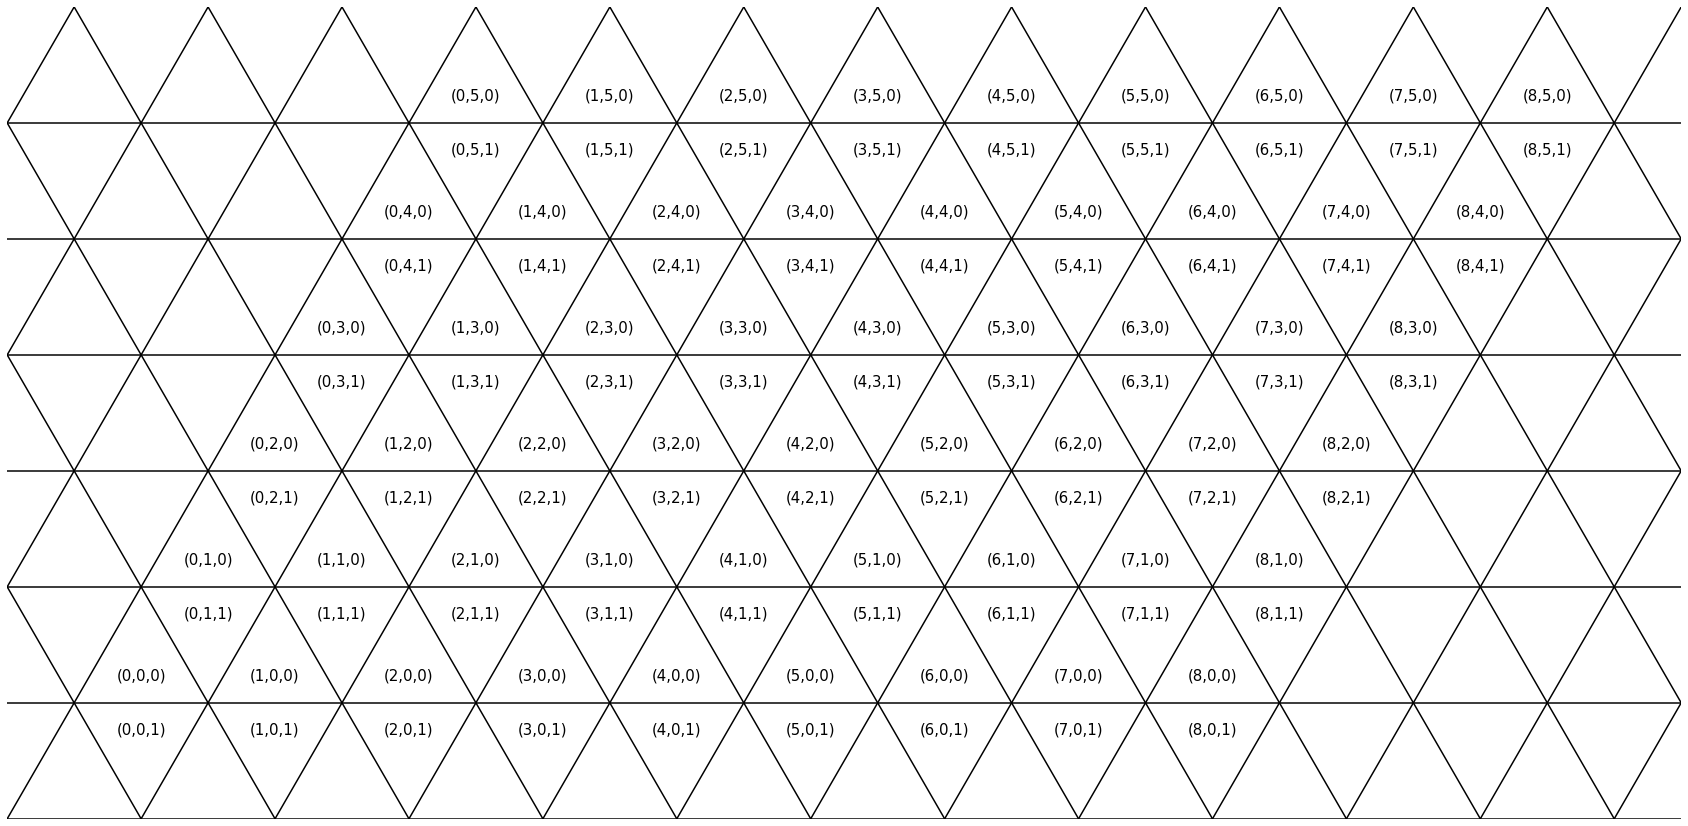 (0,5,0) (1,5,0) (2,5,0) (3,5,0) (4,5,0) (5,5,0) (6,5,0) (7,5,0) (8,5,0)
(0,5,1) (1,5,1) (2,5,1) (3,5,1) (4,5,1) (5,5,1) (6,5,1) (7,5,1) (8,5,1)
(0,4,0) (1,4,0) (2,4,0) (3,4,0) (4,4,0) (5,4,0) (6,4,0) (7,4,0) (8,4,0)
(0,4,1) (1,4,1) (2,4,1) (3,4,1) (4,4,1) (5,4,1) (6,4,1) (7,4,1) (8,4,1)
(0,3,0) (1,3,0) (2,3,0) (3,3,0) (4,3,0) (5,3,0) (6,3,0) (7,3,0) (8,3,0)
(0,3,1) (1,3,1) (2,3,1) (3,3,1) (4,3,1) (5,3,1) (6,3,1) (7,3,1) (8,3,1)
(0,2,0) (1,2,0) (2,2,0) (3,2,0) (4,2,0) (5,2,0) (6,2,0) (7,2,0) (8,2,0)
(0,2,1) (1,2,1) (2,2,1) (3,2,1) (4,2,1) (5,2,1) (6,2,1) (7,2,1) (8,2,1)
(0,1,0) (1,1,0) (2,1,0) (3,1,0) (4,1,0) (5,1,0) (6,1,0) (7,1,0) (8,1,0)
(0,1,1) (1,1,1) (2,1,1) (3,1,1) (4,1,1) (5,1,1) (6,1,1) (7,1,1) (8,1,1)
(0,0,0) (1,0,0) (2,0,0) (3,0,0) (4,0,0) (5,0,0) (6,0,0) (7,0,0) (8,0,0)
(0,0,1) (1,0,1) (2,0,1) (3,0,1) (4,0,1) (5,0,1) (6,0,1) (7,0,1) (8,0,1)